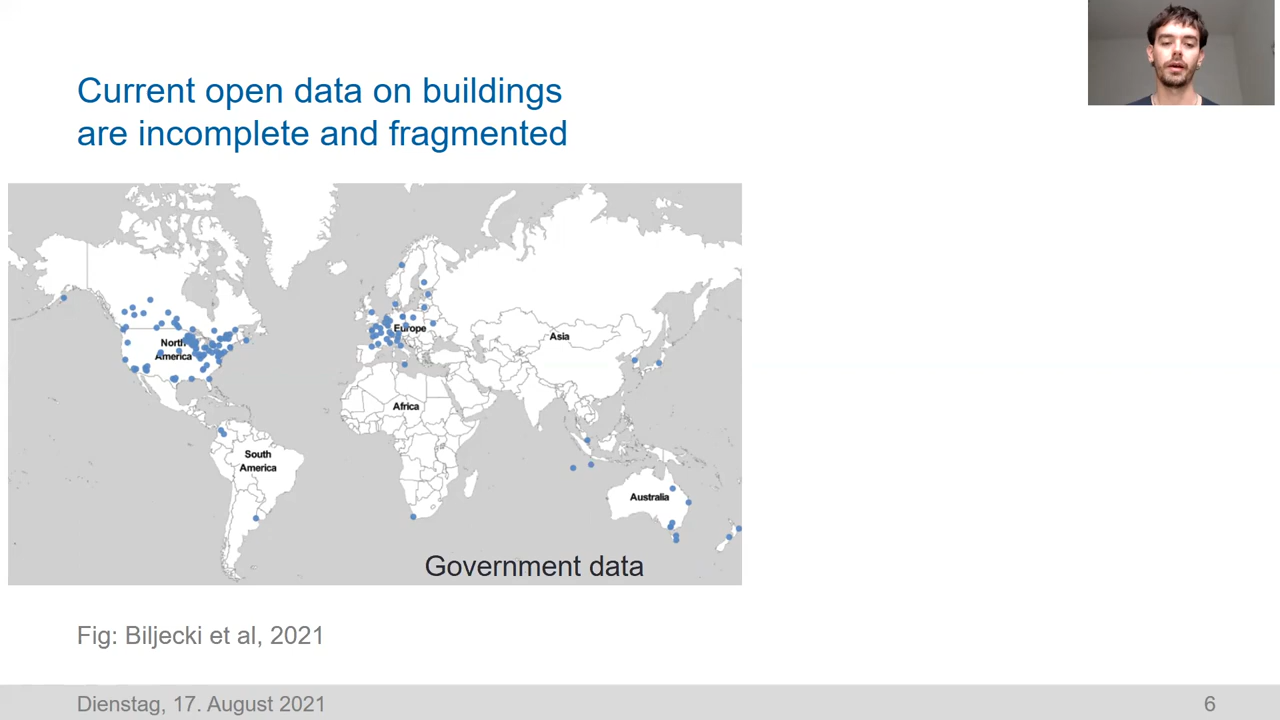 Current open data on buildings
are incomplete and fragmented
North
America
Europe
Asia
Africa
South
America
Australia
Government data
Fig: Biljecki et al, 2021
Dienstag, 17. August 2021
6